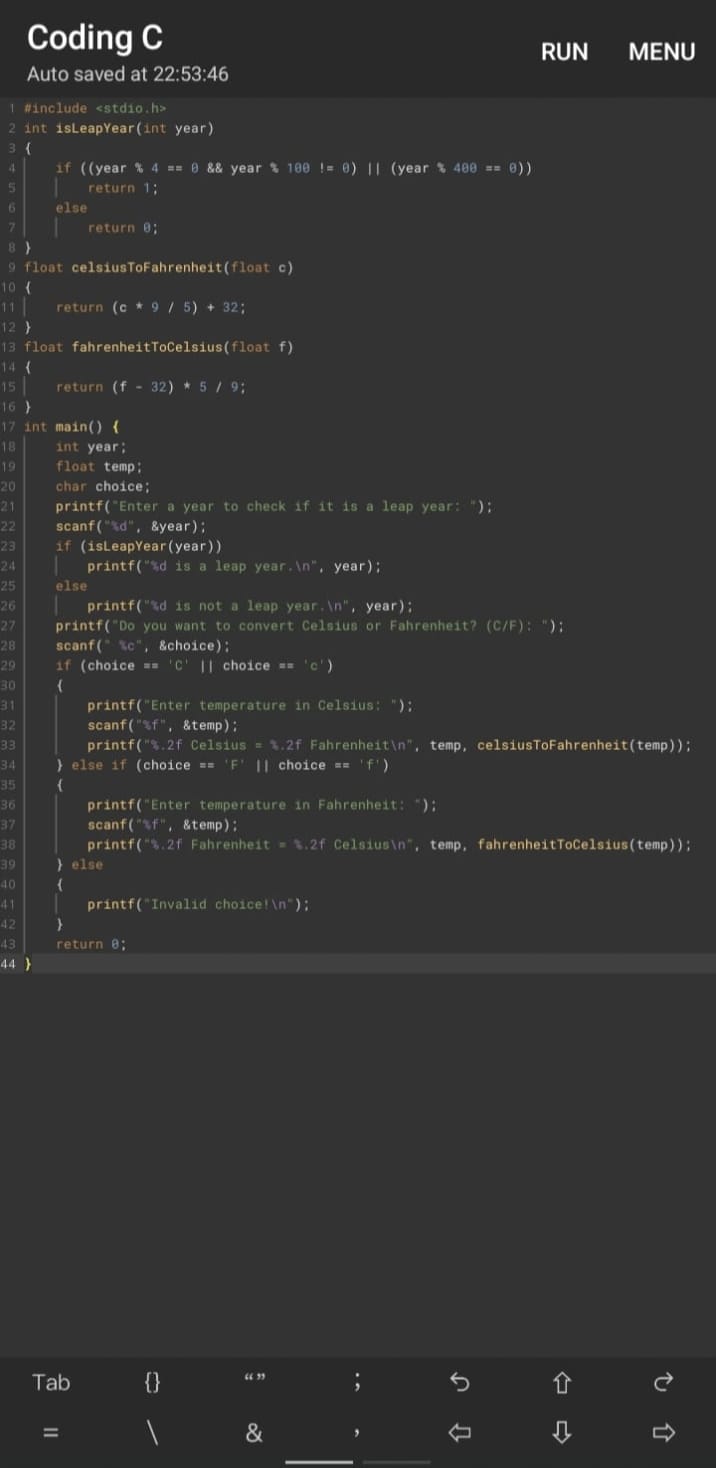 Coding C
Auto saved at 22:53:46
RUN MENU
1 #include <stdio.h>
2 int isLeapYear(int year)
3 {
4     if ((year % 4 == 0 && year % 100 != 0) || (year % 400 == 0))
5         return 1;
6     else
7         return 0;
8 }
9 float celsiusToFahrenheit(float c)
10 {
11     return (c * 9 / 5) + 32;
12 }
13 float fahrenheitToCelsius(float f)
14 {
15     return (f - 32) * 5 / 9;
16 }
17 int main() {
18     int year;
19     float temp;
20     char choice;
21     printf("Enter a year to check if it is a leap year: ");
22     scanf("%d", &year);
23     if (isLeapYear(year))
24         printf("%d is a leap year.\n", year);
25     else
26         printf("%d is not a leap year.\n", year);
27     printf("Do you want to convert Celsius or Fahrenheit? (C/F): ");
28     scanf(" %c", &choice);
29     if (choice == 'C' || choice == 'c')
30     {
31         printf("Enter temperature in Celsius: ");
32         scanf("%f", &temp);
33         printf("%.2f Celsius = %.2f Fahrenheit\n", temp, celsiusToFahrenheit(temp));
34     } else if (choice == 'F' || choice == 'f')
35     {
36         printf("Enter temperature in Fahrenheit: ");
37         scanf("%f", &temp);
38         printf("%.2f Fahrenheit = %.2f Celsius\n", temp, fahrenheitToCelsius(temp));
39     } else
40     {
41         printf("Invalid choice!\n");
42     }
43     return 0;
44 }
Tab {} “” ;
= \ & ,